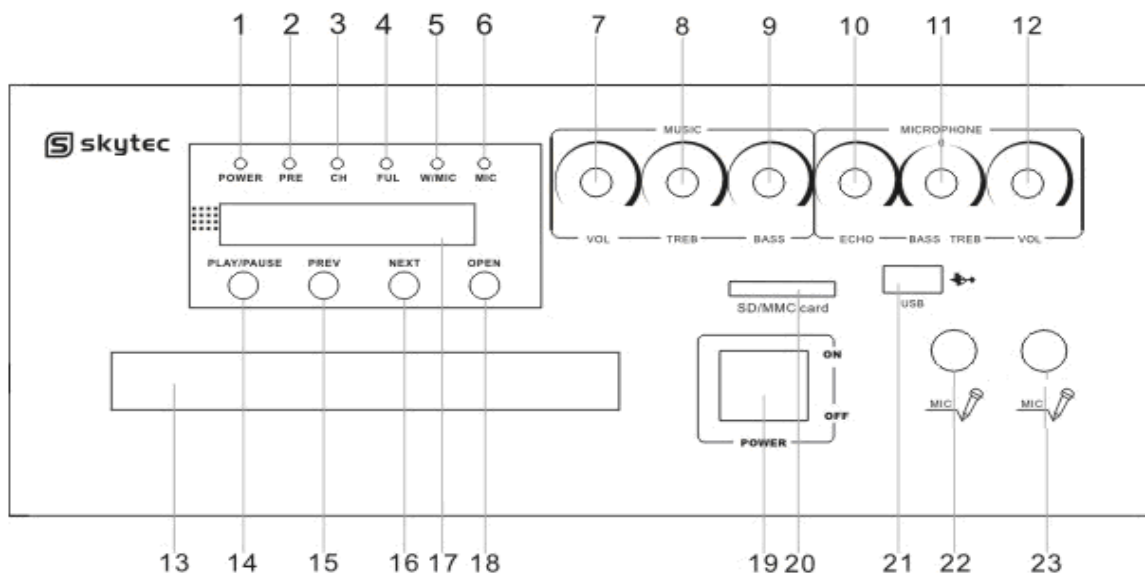 1 2 3 4 5 6 7 8 9 10 11 12
skytec
MUSIC MICROPHONE
0
POWER PRE CH FUL W/MIC MIC
VOL TREB BASS ECHO BASS TREB VOL
PLAY/PAUSE PREV NEXT OPEN
SD/MMC card
USB
ON
OFF
POWER
MIC MIC
13 14 15 16 17 18 19 20 21 22 23